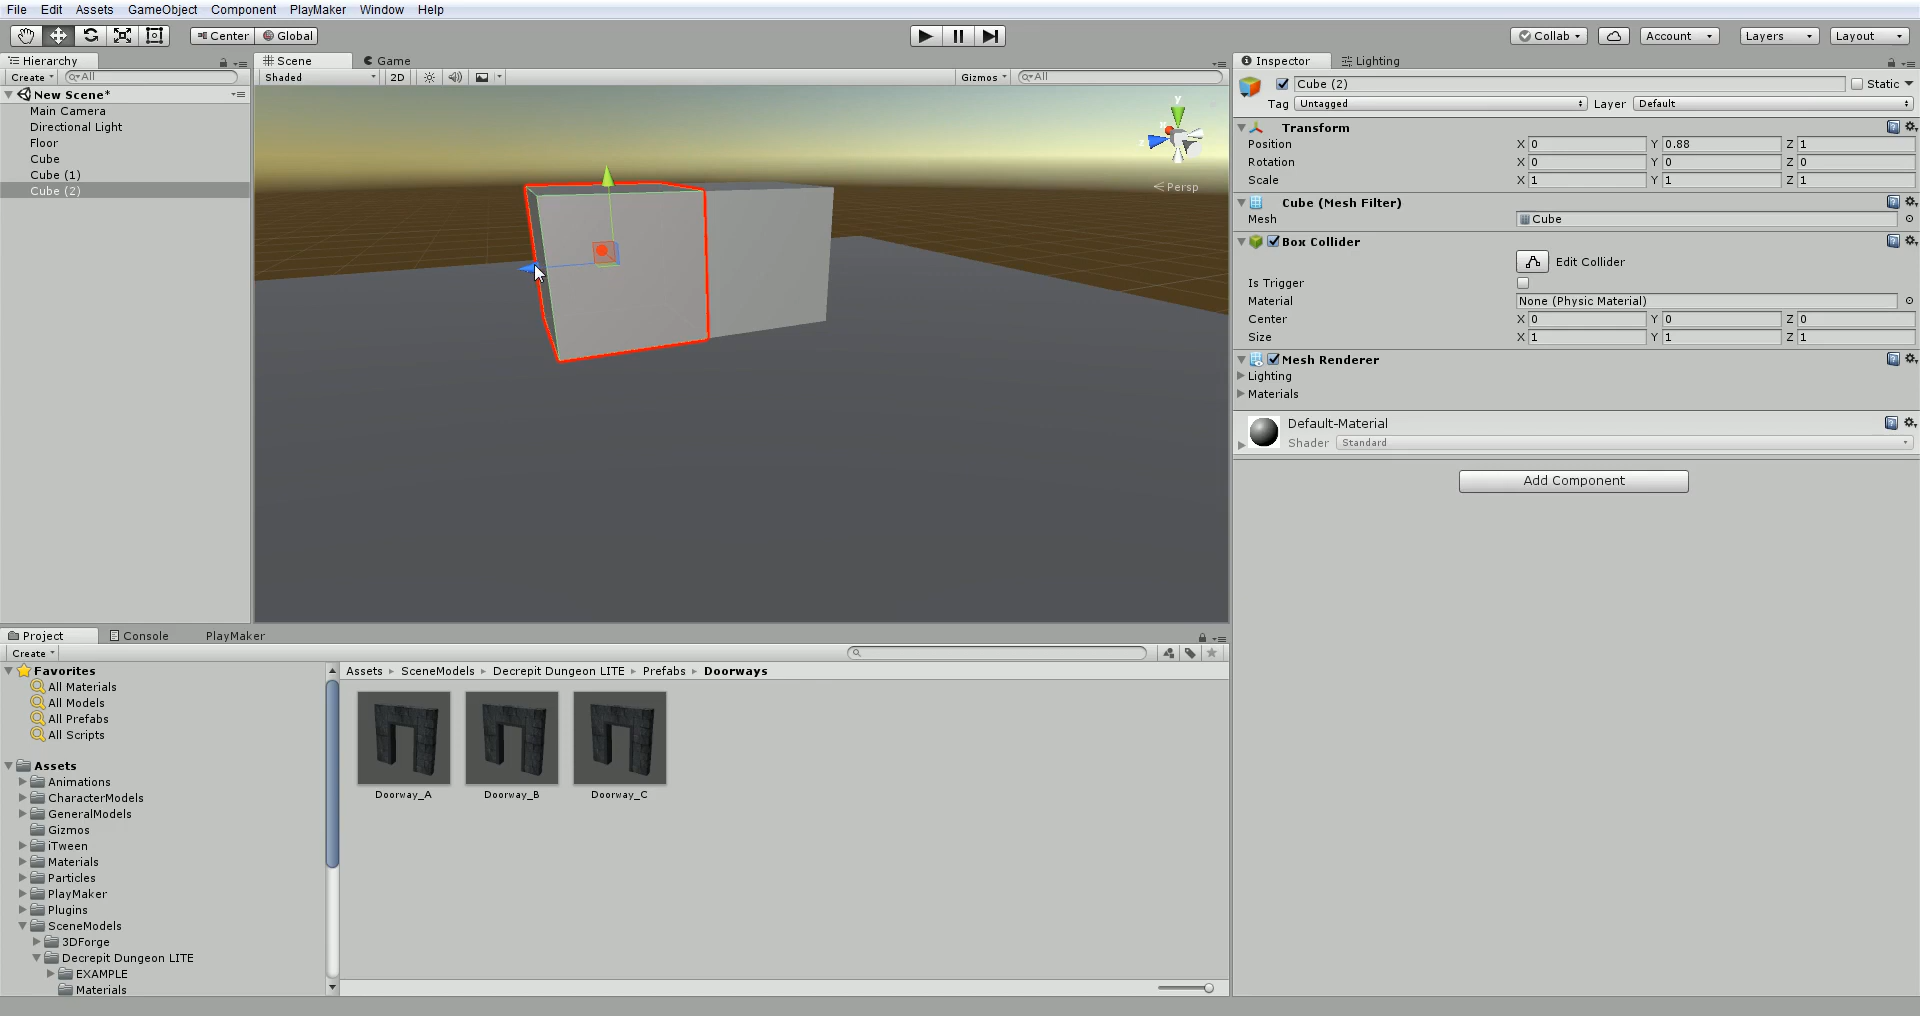 File Edit Assets GameObject Component PlayMaker Window Help
Center Global Collab Account Layers Layout
Hierarchy
Create All
New Scene*
Main Camera
Directional Light
Floor
Cube
Cube (1)
Cube (2)
Scene Game
Shaded 2D Gizmos All
y
x
z
Persp
Inspector Lighting
Cube (2) Static
Tag Untagged Layer Default
Transform
Position X 0 Y 0.88 Z 1
Rotation X 0 Y 0 Z 0
Scale X 1 Y 1 Z 1
Cube (Mesh Filter)
Mesh Cube
Box Collider
Edit Collider
Is Trigger
Material None (Physic Material)
Center X 0 Y 0 Z 0
Size X 1 Y 1 Z 1
Mesh Renderer
Lighting
Materials
Default-Material
Shader Standard
Add Component
Project Console PlayMaker
Create
Favorites
All Materials
All Models
All Prefabs
All Scripts
Assets
Animations
CharacterModels
GeneralModels
Gizmos
iTween
Materials
Particles
PlayMaker
Plugins
SceneModels
3DForge
Decrepit Dungeon LITE
EXAMPLE
Materials
Assets SceneModels Decrepit Dungeon LITE Prefabs Doorways
Doorway_A Doorway_B Doorway_C